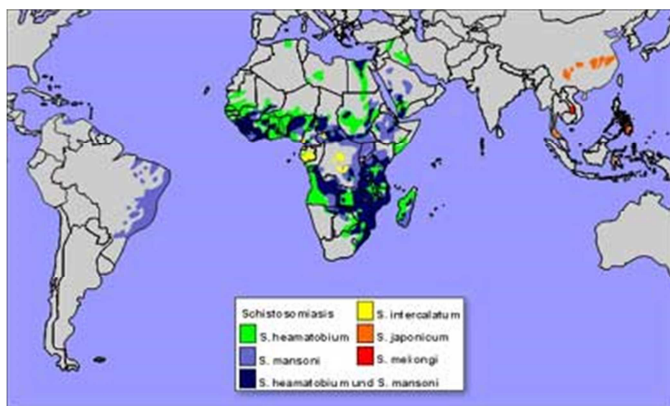 Schistosomiasis
S. heamatobium
S. mansoni
S. heamatobium und S. mansoni
S. intercalatum
S. japonicum
S. mekongi